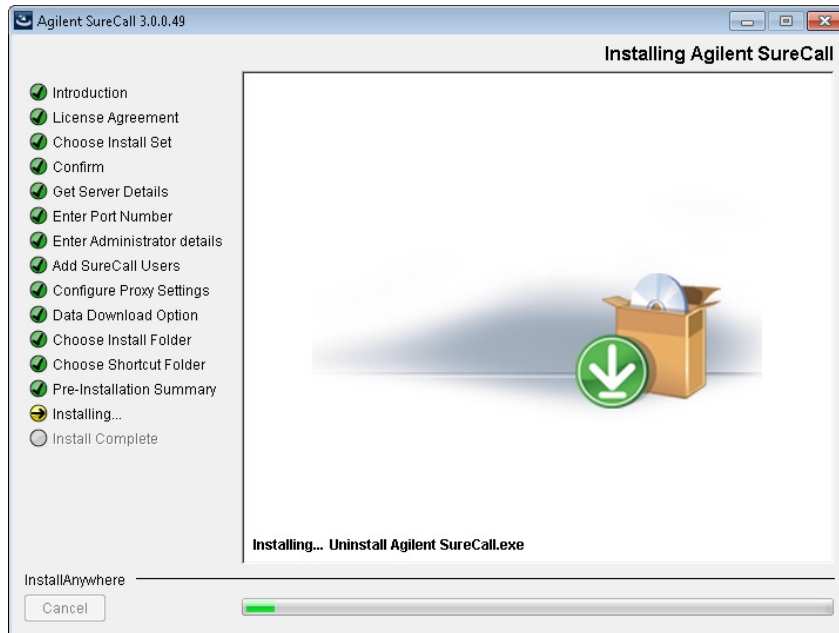 Agilent SureCall 3.0.0.49
Installing Agilent SureCall
Introduction
License Agreement
Choose Install Set
Confirm
Get Server Details
Enter Port Number
Enter Administrator details
Add SureCall Users
Configure Proxy Settings
Data Download Option
Choose Install Folder
Choose Shortcut Folder
Pre-Installation Summary
Installing...
Install Complete
Installing... Uninstall Agilent SureCall.exe
InstallAnywhere
Cancel